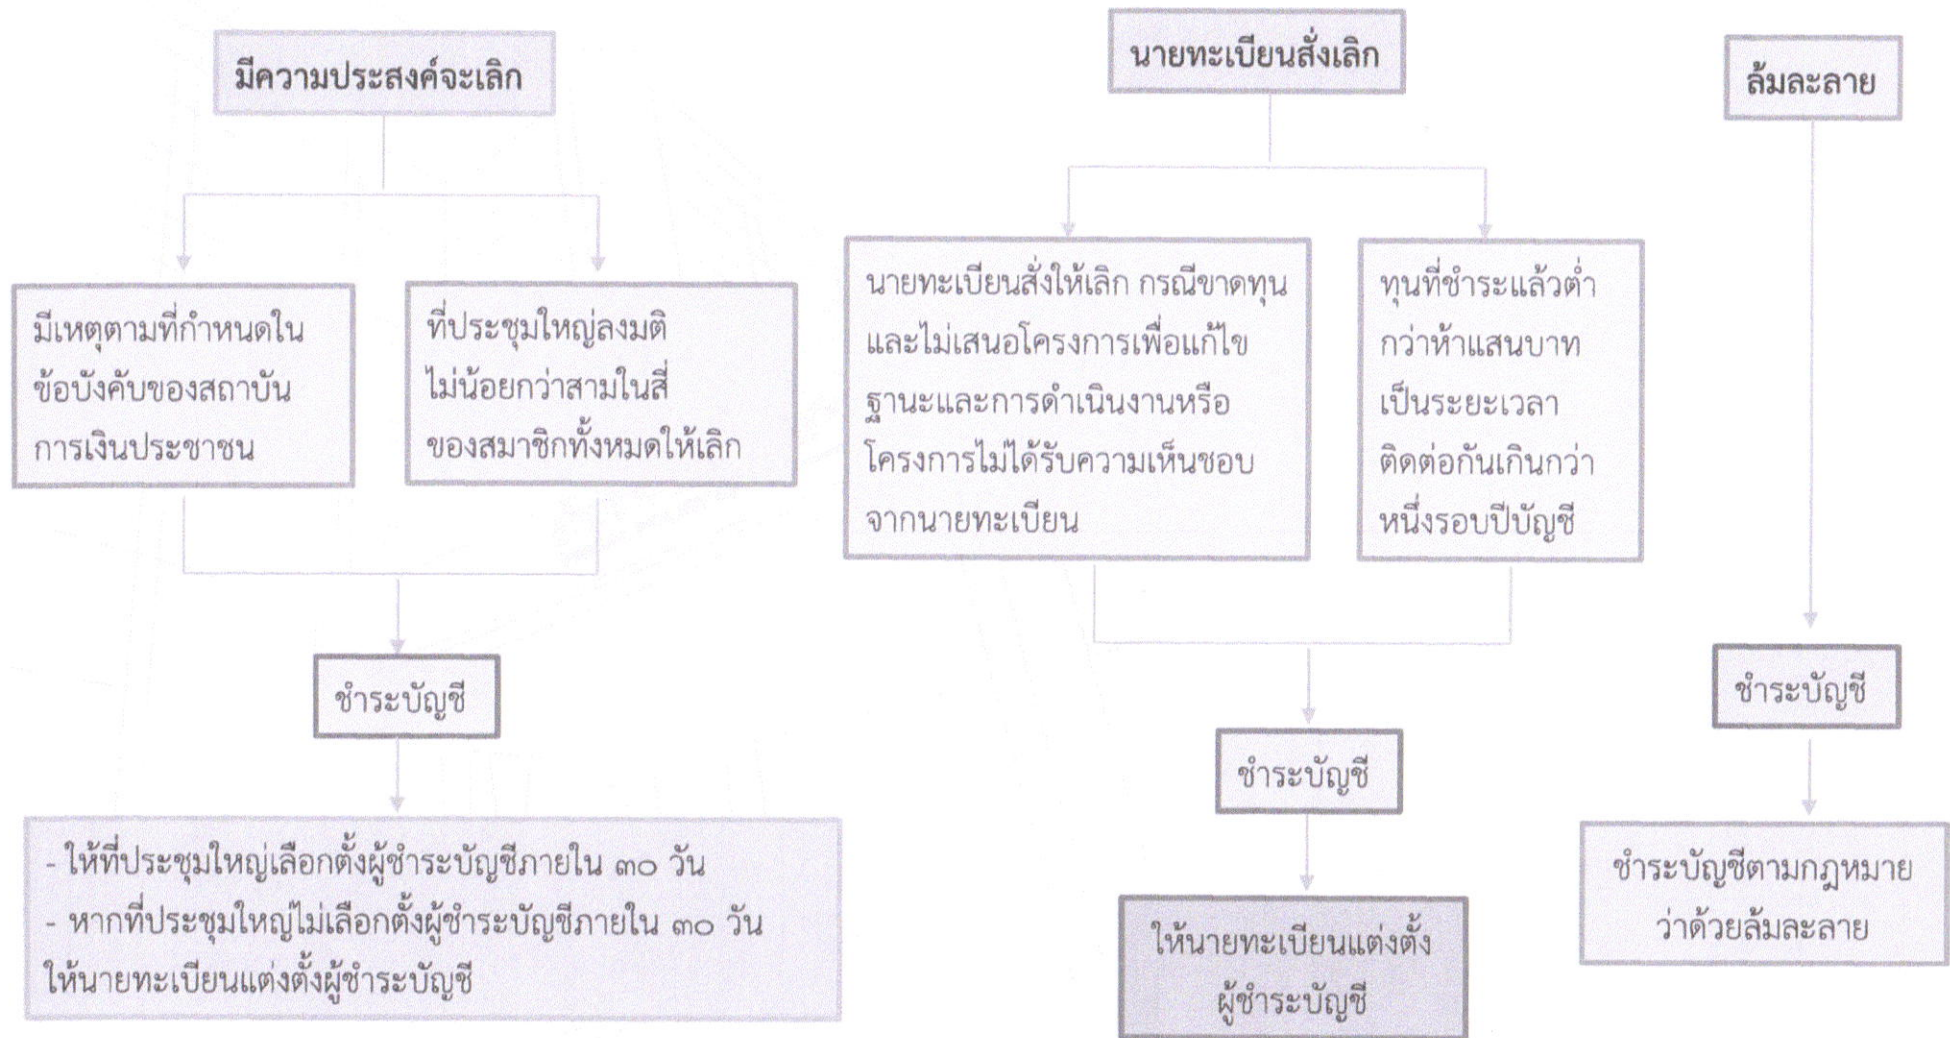 มีความประสงค์จะเลิก
มีเหตุตามที่กำหนดใน
ข้อบังคับของสถาบัน
การเงินประชาชน
ที่ประชุมใหญ่ลงมติ
ไม่น้อยกว่าสามในสี่
ของสมาชิกทั้งหมดให้เลิก
ชำระบัญชี
- ให้ที่ประชุมใหญ่เลือกตั้งผู้ชำระบัญชีภายใน ๓๐ วัน
- หากที่ประชุมใหญ่ไม่เลือกตั้งผู้ชำระบัญชีภายใน ๓๐ วัน
ให้นายทะเบียนแต่งตั้งผู้ชำระบัญชี
นายทะเบียนสั่งเลิก
นายทะเบียนสั่งให้เลิก กรณีขาดทุน
และไม่เสนอโครงการเพื่อแก้ไข
ฐานะและการดำเนินงานหรือ
โครงการไม่ได้รับความเห็นชอบ
จากนายทะเบียน
ทุนที่ชำระแล้วต่ำ
กว่าห้าแสนบาท
เป็นระยะเวลา
ติดต่อกันเกินกว่า
หนึ่งรอบปีบัญชี
ชำระบัญชี
ให้นายทะเบียนแต่งตั้ง
ผู้ชำระบัญชี
ล้มละลาย
ชำระบัญชี
ชำระบัญชีตามกฎหมาย
ว่าด้วยล้มละลาย